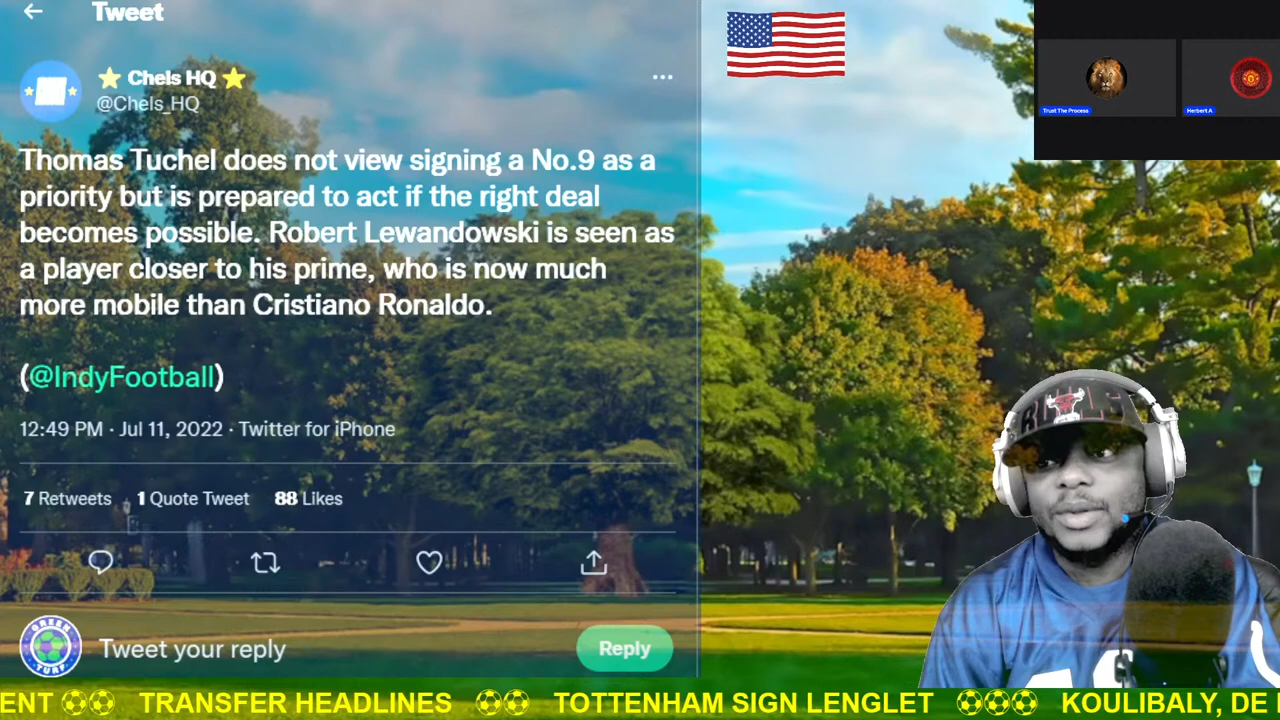 Tweet
⭐ Chels HQ ⭐
@Chels_HQ
Thomas Tuchel does not view signing a No.9 as a
priority but is prepared to act if the right deal
becomes possible. Robert Lewandowski is seen as
a player closer to his prime, who is now much
more mobile than Cristiano Ronaldo.
(@IndyFootball)
12:49 PM · Jul 11, 2022 · Twitter for iPhone
7 Retweets 1 Quote Tweet 88 Likes
GREEN
TURF
Tweet your reply
Reply
Trust The Process
Herbert A
BULLS
ENT ⚽⚽ TRANSFER HEADLINES ⚽⚽ TOTTENHAM SIGN LENGLET ⚽⚽⚽ KOULIBALY, DE